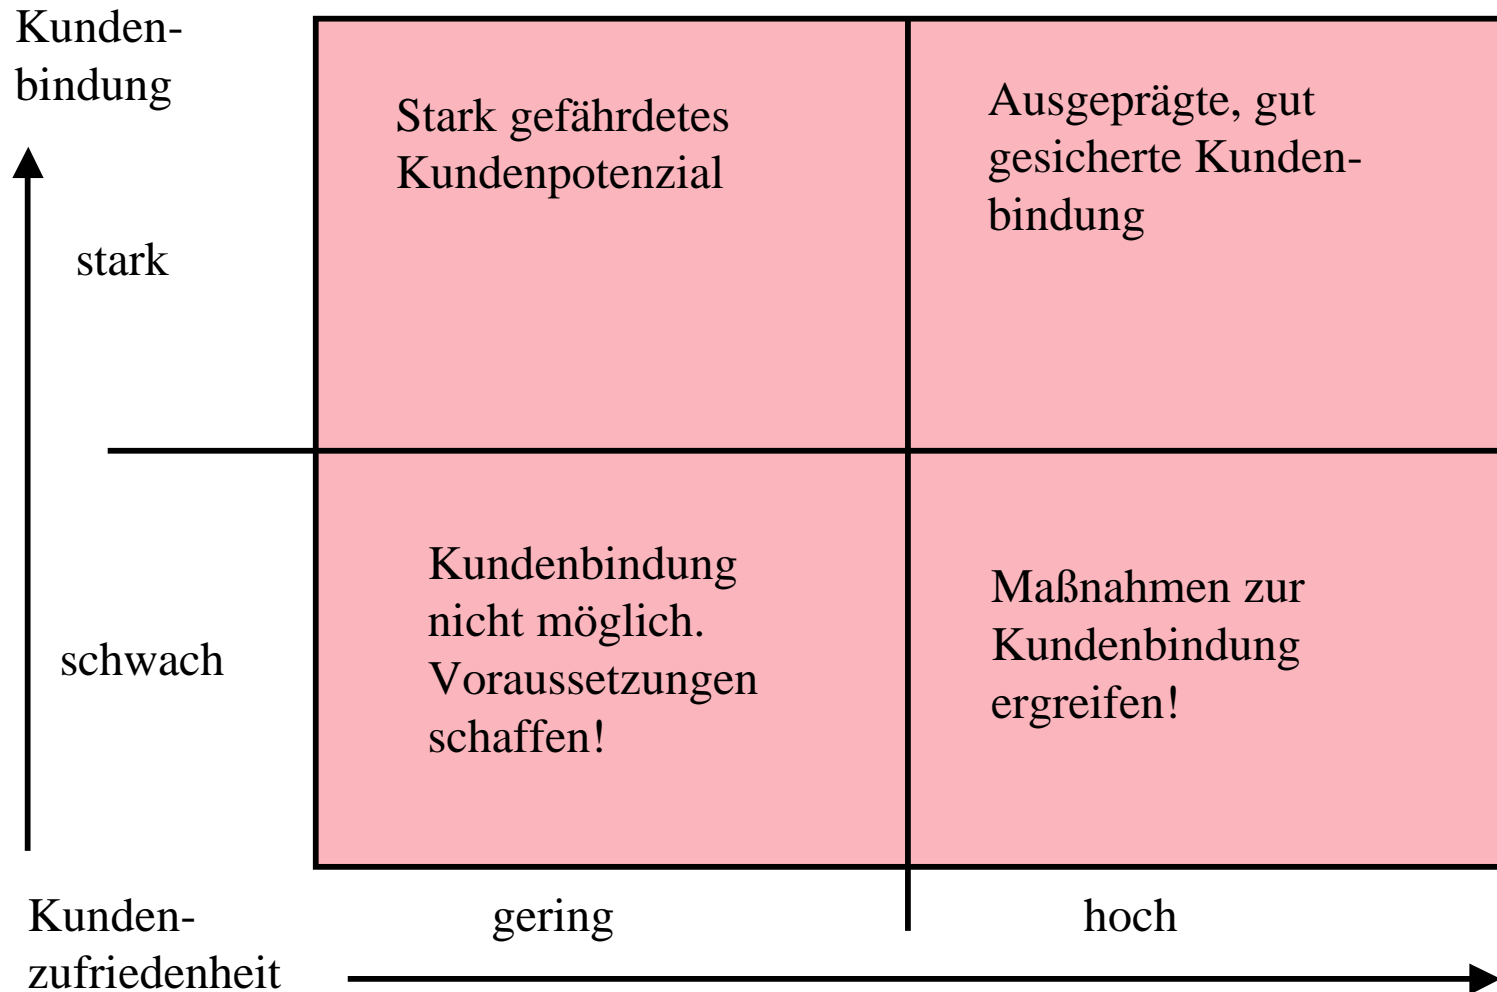 Kunden-
bindung
Stark gefährdetes
Kundenpotenzial
Ausgeprägte, gut
gesicherte Kunden-
bindung
stark
Kundenbindung
nicht möglich.
Voraussetzungen
schaffen!
Maßnahmen zur
Kundenbindung
ergreifen!
schwach
Kunden-
zufriedenheit
gering
hoch